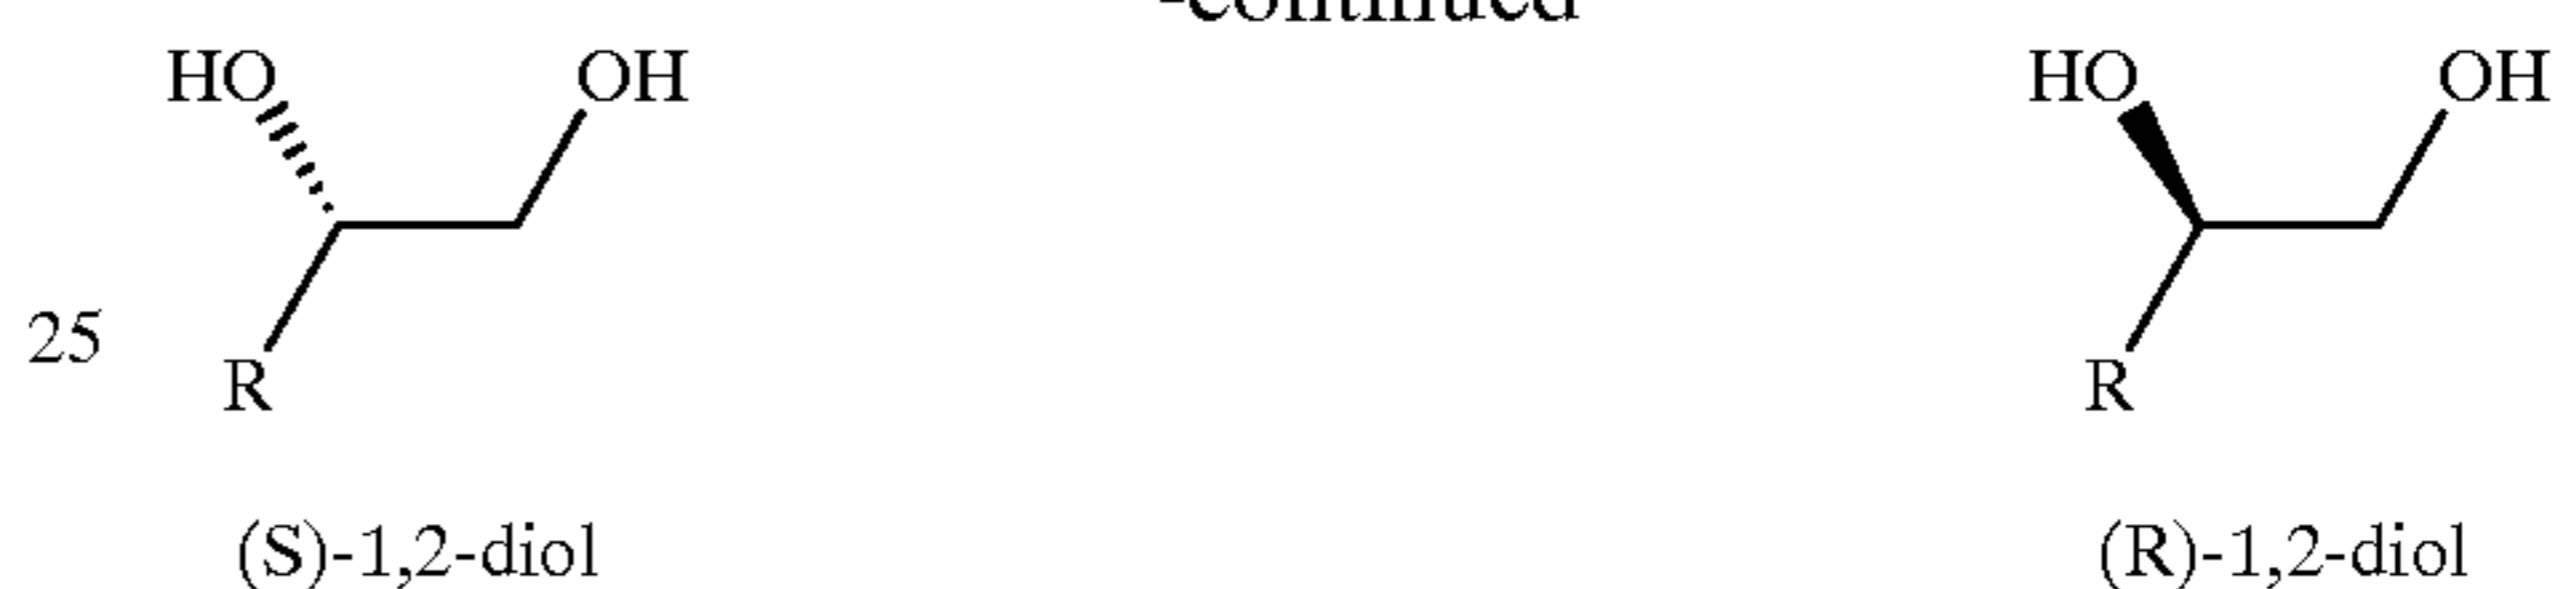 -continued
HO OH HO OH
25
R R
(S)-1,2-diol (R)-1,2-diol